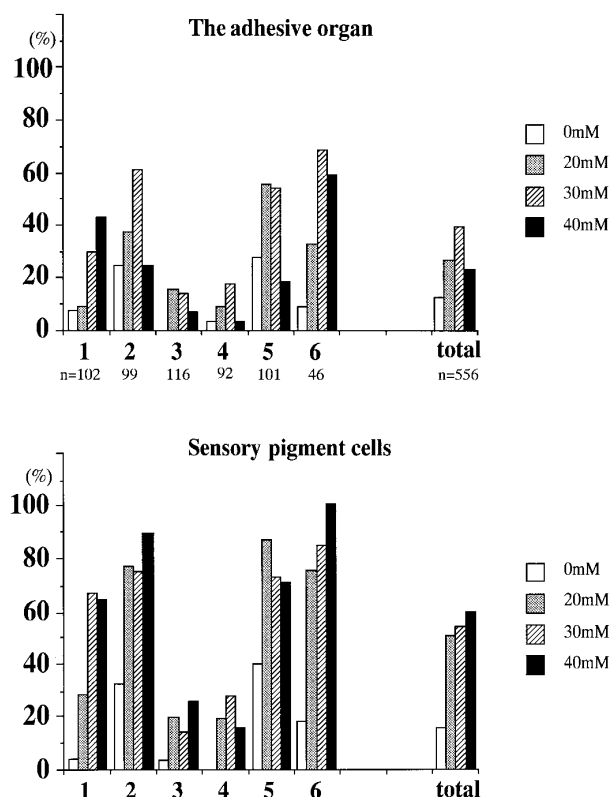 The adhesive organ
(%)
100
80
60
40
20
0
1 2 3 4 5 6 total
n=102 99 116 92 101 46 n=556
0mM
20mM
30mM
40mM
Sensory pigment cells
(%)
100
80
60
40
20
0
1 2 3 4 5 6 total
0mM
20mM
30mM
40mM